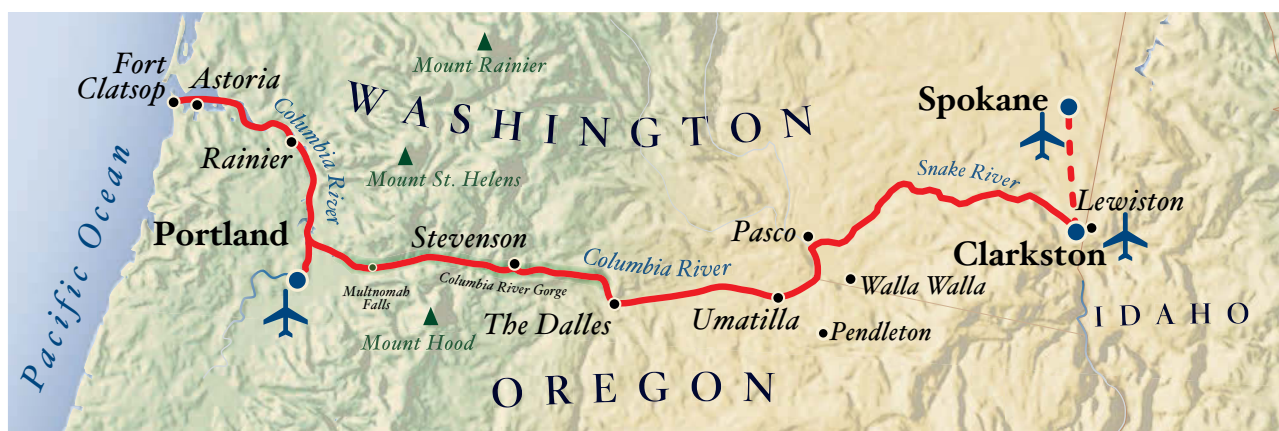 Fort
Clatsop
Astoria
Mount Rainier
WASHINGTON
Spokane
Columbia River
Rainier
Mount St. Helens
Snake River
Lewiston
Pacific Ocean
Portland
Stevenson
Pasco
Clarkston
Columbia River
Multnomah
Falls
Columbia River Gorge
Walla Walla
The Dalles
Umatilla
Pendleton
IDAHO
Mount Hood
OREGON